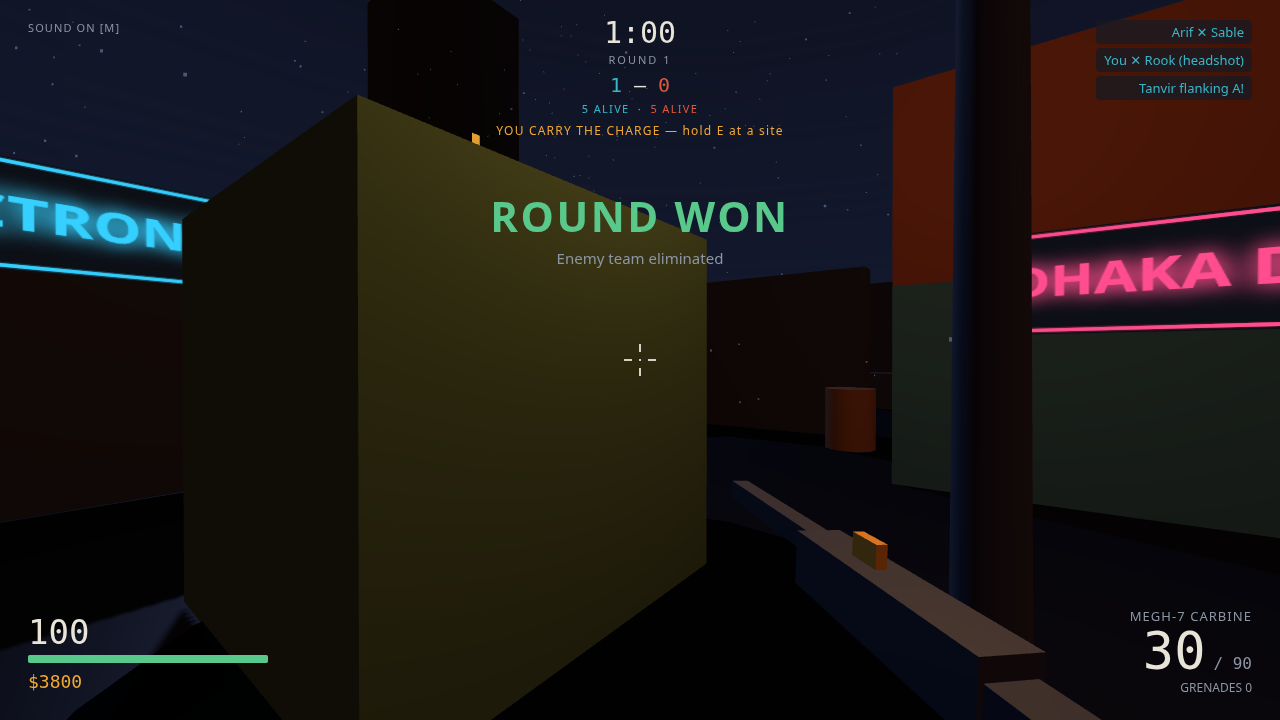 SOUND ON [M]
1:00
ROUND 1
1 — 0
5 ALIVE · 5 ALIVE
YOU CARRY THE CHARGE — hold E at a site
Arif ✕ Sable
You ✕ Rook (headshot)
Tanvir flanking A!
ROUND WON
Enemy team eliminated
CTRON
DHAKA D
100
$3800
MEGH-7 CARBINE
30 / 90
GRENADES 0